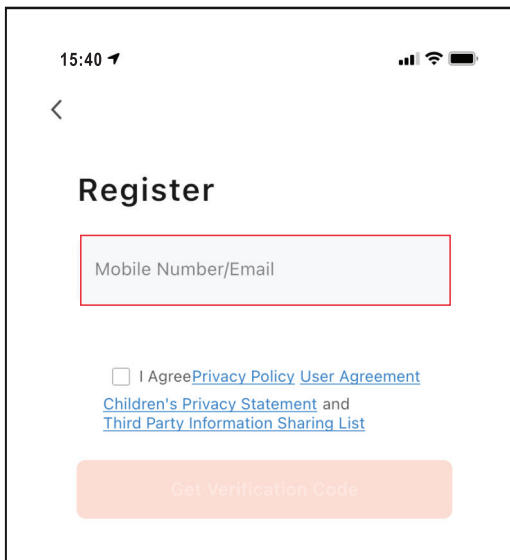 15:40
Register
Mobile Number/Email
I AgreePrivacy Policy User Agreement
Children's Privacy Statement and
Third Party Information Sharing List
Get Verification Code